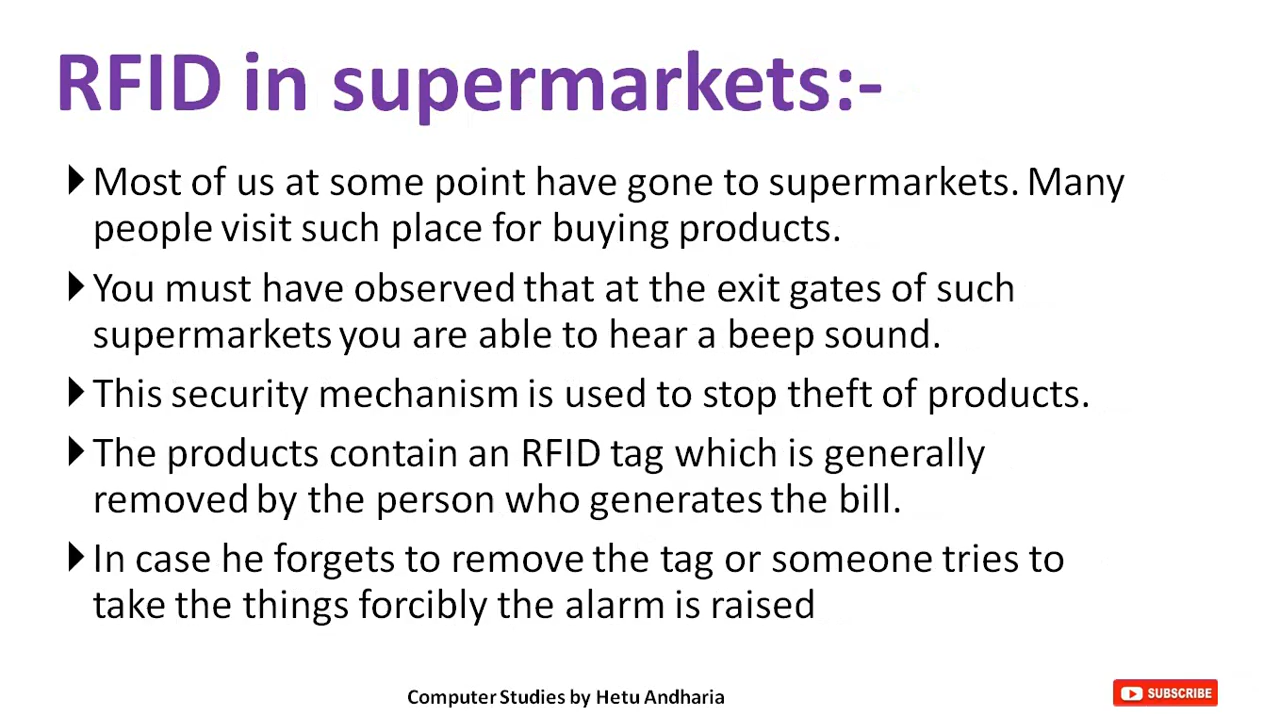 RFID in supermarkets:-
Most of us at some point have gone to supermarkets. Many
people visit such place for buying products.
You must have observed that at the exit gates of such
supermarkets you are able to hear a beep sound.
This security mechanism is used to stop theft of products.
The products contain an RFID tag which is generally
removed by the person who generates the bill.
In case he forgets to remove the tag or someone tries to
take the things forcibly the alarm is raised
Computer Studies by Hetu Andharia
SUBSCRIBE